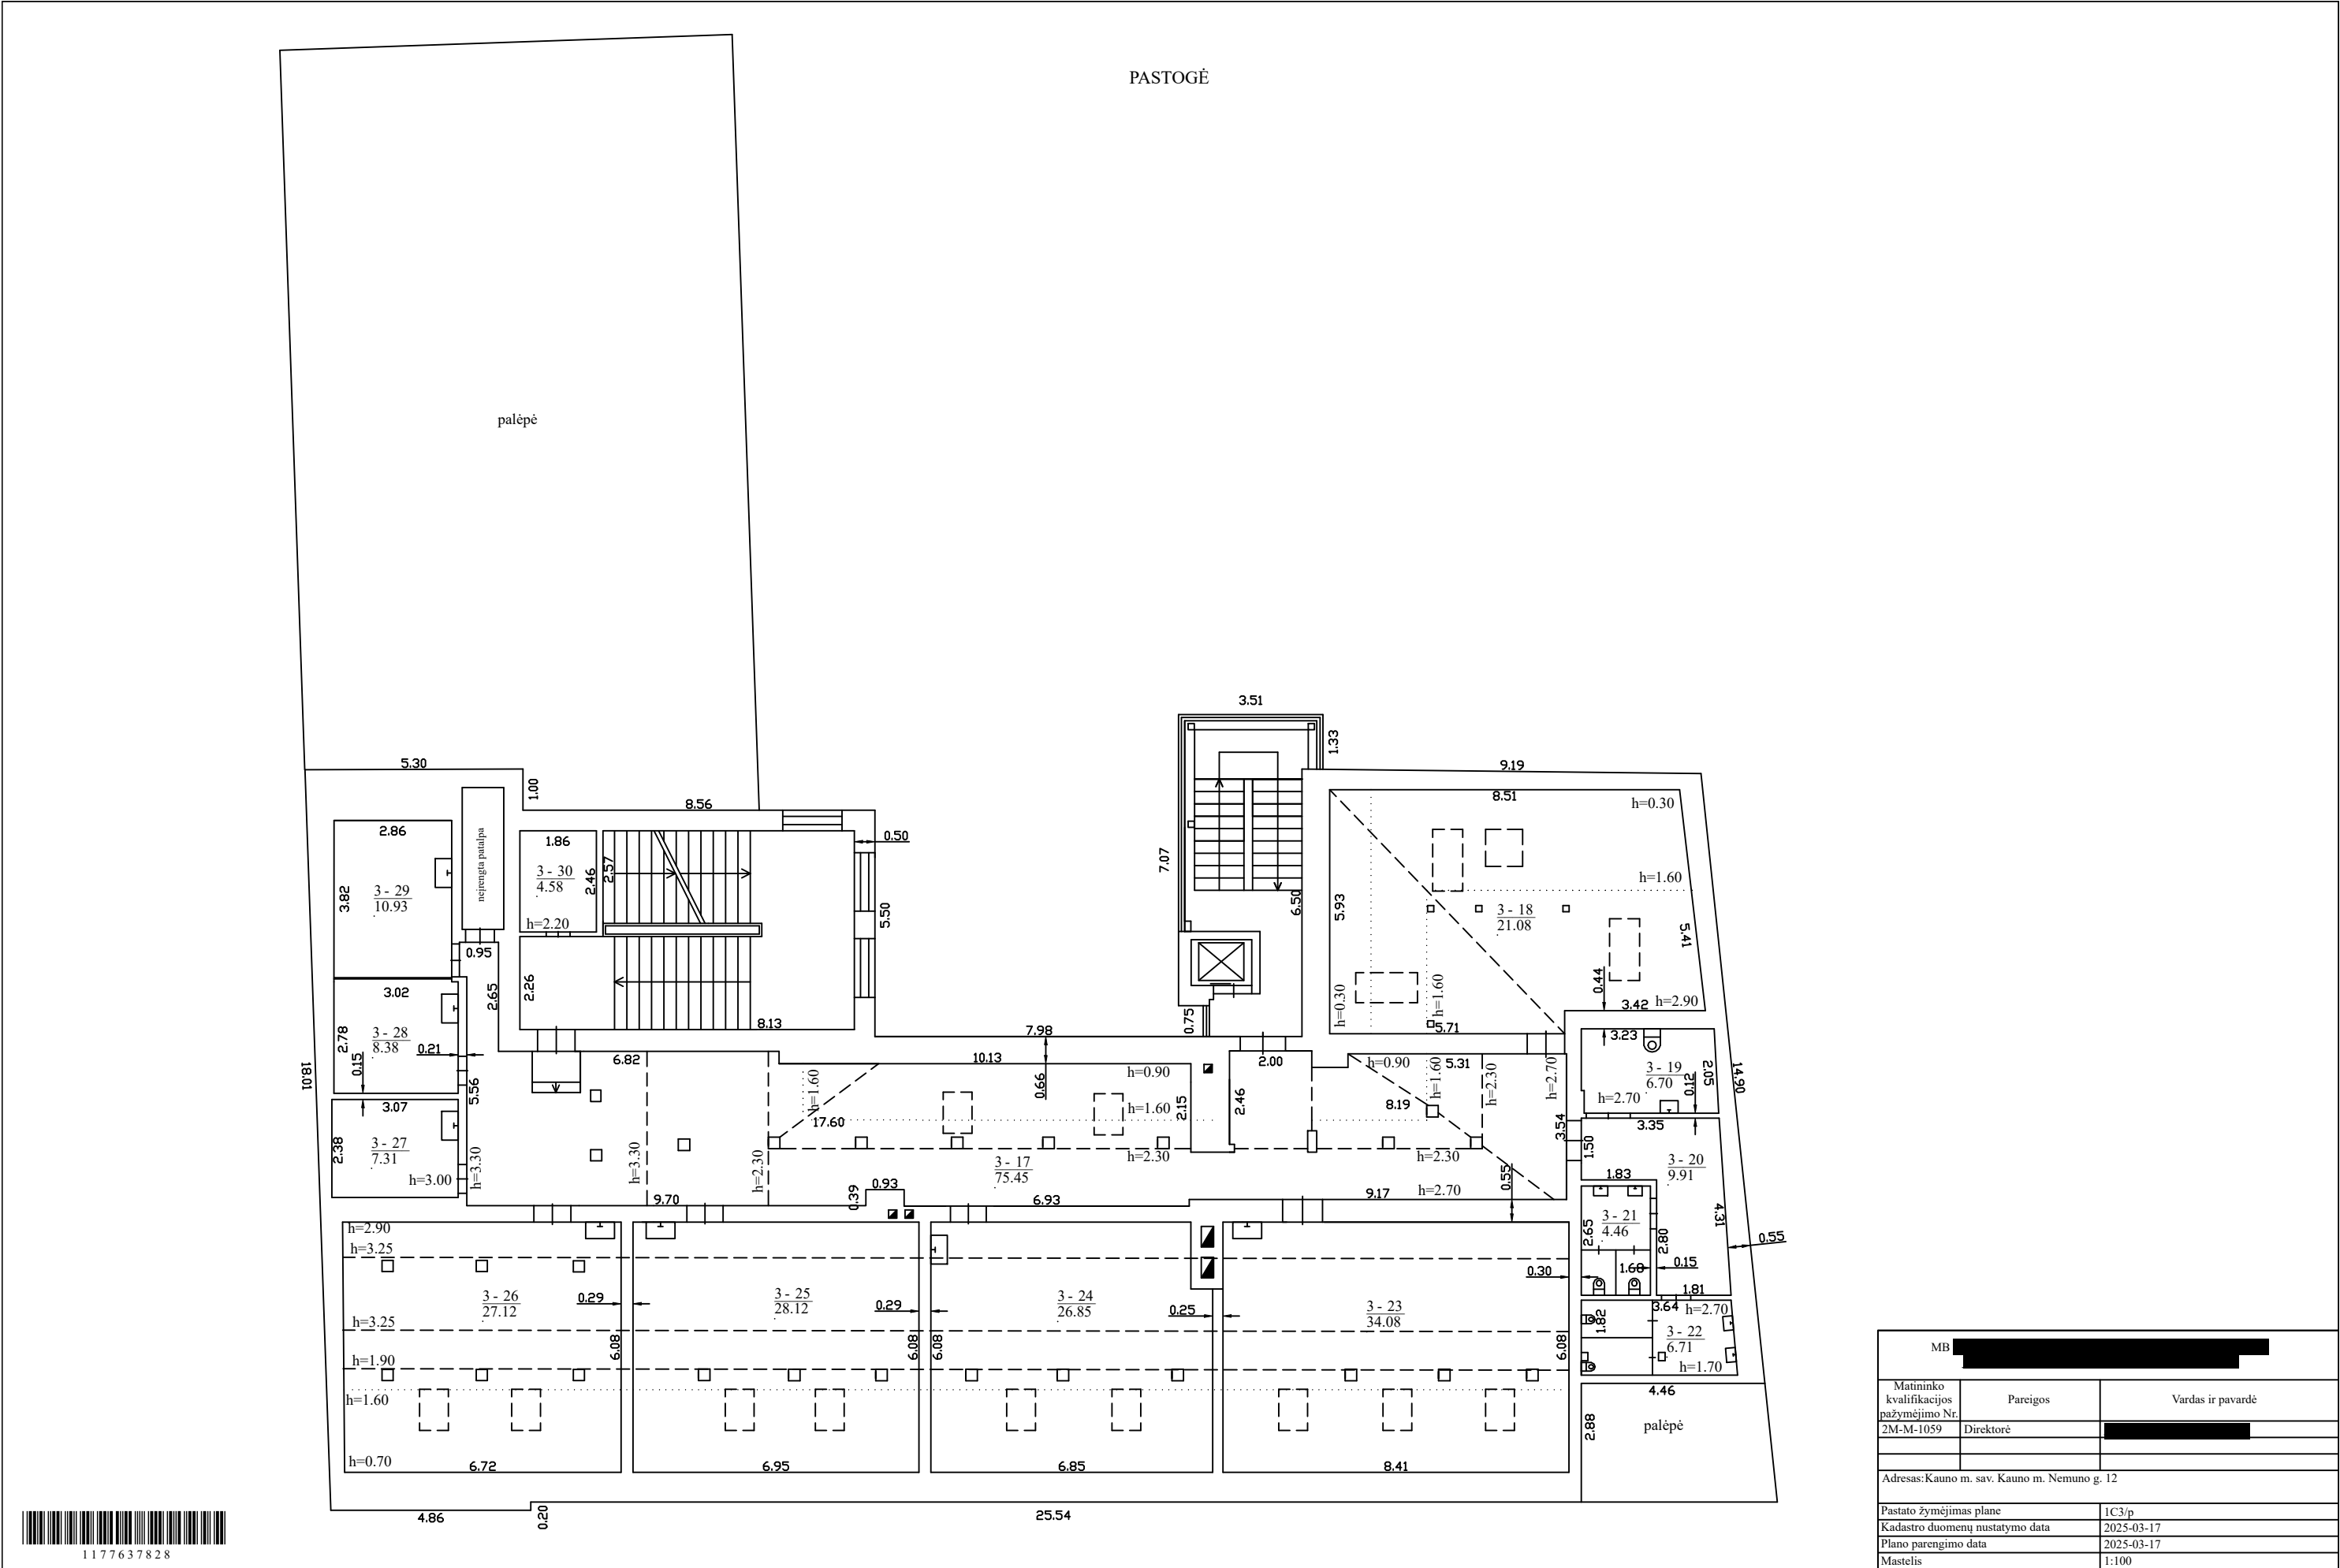 PASTOGĖ
palėpė
3.51
1.33
5.30
1.00
8.56
9.19
8.51
h=0.30
2.86
neįrengta patalpa
1.86
2.57
0.50
7.07
h=1.60
3.82
3 - 29
10.93
3 - 30
4.58
2.46
h=2.20
5.50
6.50
5.93
3 - 18
21.08
5.41
0.95
3.02
2.65
2.26
0.44
h=0.30
h=1.60
3.42
h=2.90
2.78
3 - 28
8.38
0.15
0.21
8.13
7.98
0.75
5.71
3.23
18.01
3.07
5.56
6.82
10.13
h=0.90
2.00
h=0.90
h=1.60
5.31
h=2.30
h=2.70
3 - 19
6.70
2.05
0.12
14.90
h=2.70
h=1.60
0.66
h=1.60
2.15
2.46
8.19
17.60
3.54
3.35
2.38
3 - 27
7.31
h=3.00
h=3.30
h=3.30
h=2.30
3 - 17
75.45
h=2.30
h=2.30
1.50
3 - 20
9.91
1.83
9.70
0.39
0.93
6.93
9.17
h=2.70
0.55
h=2.90
h=3.25
2.65
3 - 21
4.46
2.80
4.31
0.55
3 - 26
27.12
0.29
3 - 25
28.12
0.29
3 - 24
26.85
0.25
3 - 23
34.08
0.30
1.68
0.15
1.81
h=3.25
6.08
6.08
6.08
6.08
1.82
3.64
h=2.70
3 - 22
6.71
h=1.70
h=1.90
h=1.60
4.46
2.88
palėpė
h=0.70
6.72
6.95
6.85
8.41
4.86
0.20
25.54
1177637828
MB
Matininko kvalifikacijos pažymėjimo Nr.
Pareigos
Vardas ir pavardė
2M-M-1059
Direktorė
Adresas:Kauno m. sav. Kauno m. Nemuno g. 12
Pastato žymėjimas plane
1C3/p
Kadastro duomenų nustatymo data
2025-03-17
Plano parengimo data
2025-03-17
Mastelis
1:100